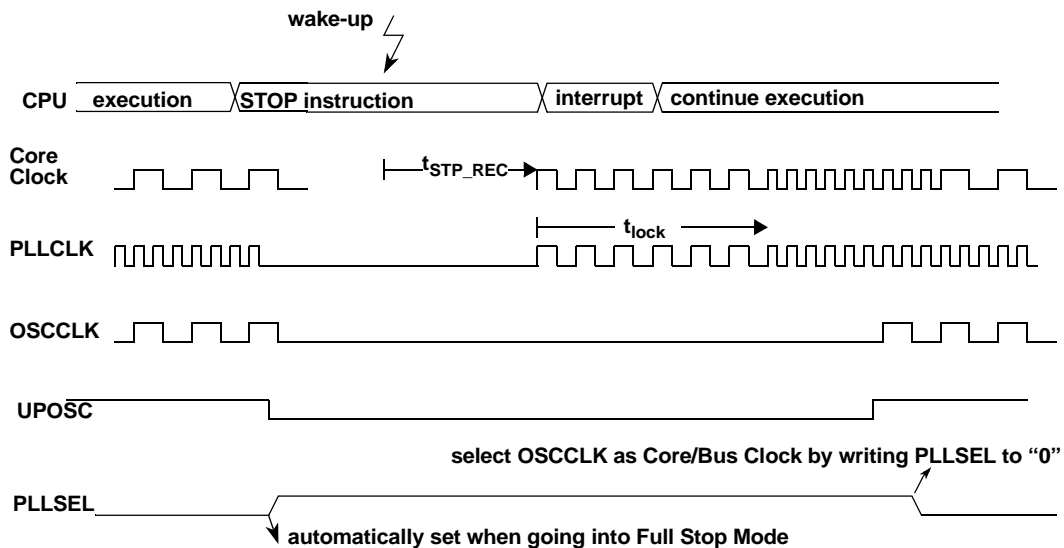 wake-up
CPU execution STOP instruction interrupt continue execution
Core
Clock
tSTP_REC
tlock
PLLCLK
OSCCLK
UPOSC
select OSCCLK as Core/Bus Clock by writing PLLSEL to “0”
PLLSEL
automatically set when going into Full Stop Mode